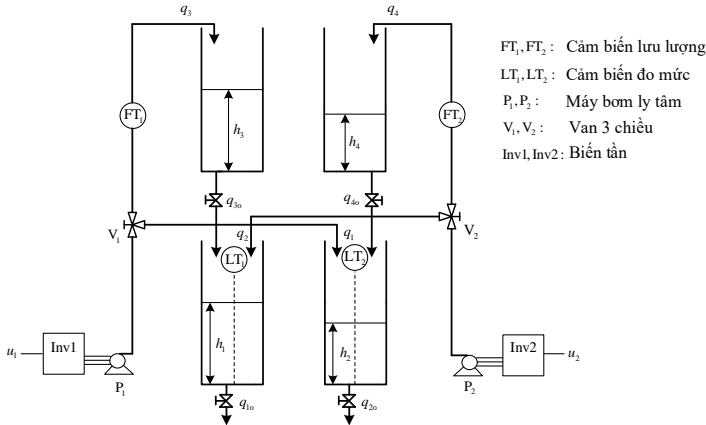 q3
q4
FT1, FT2 : Cảm biến lưu lượng
LT1, LT2 : Cảm biến đo mức
P1, P2 : Máy bơm ly tâm
V1, V2 : Van 3 chiều
Inv1, Inv2 : Biến tần
FT1
FT2
h3
h4
q3o
q4o
q2
q1
V1
V2
LT1
LT2
h1
h2
u1
Inv1
P1
P2
Inv2
u2
q1o
q2o